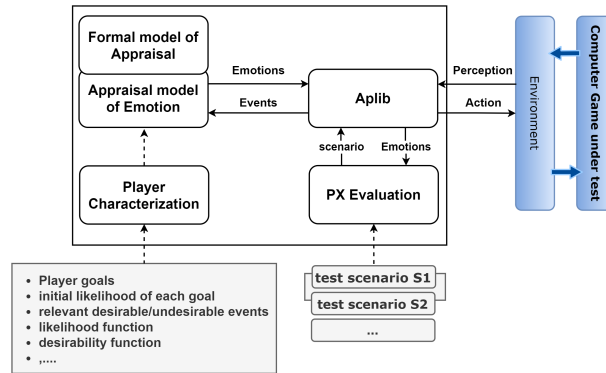 Formal model of
Appraisal
Appraisal model
of Emotion
Emotions
Events
Aplib
Perception
Action
Environment
Computer Game under test
scenario
Emotions
Player
Characterization
PX Evaluation
• Player goals
• initial likelihood of each goal
• relevant desirable/undesirable events
• likelihood function
• desirability function
• ,....
test scenario S1
test scenario S2
...